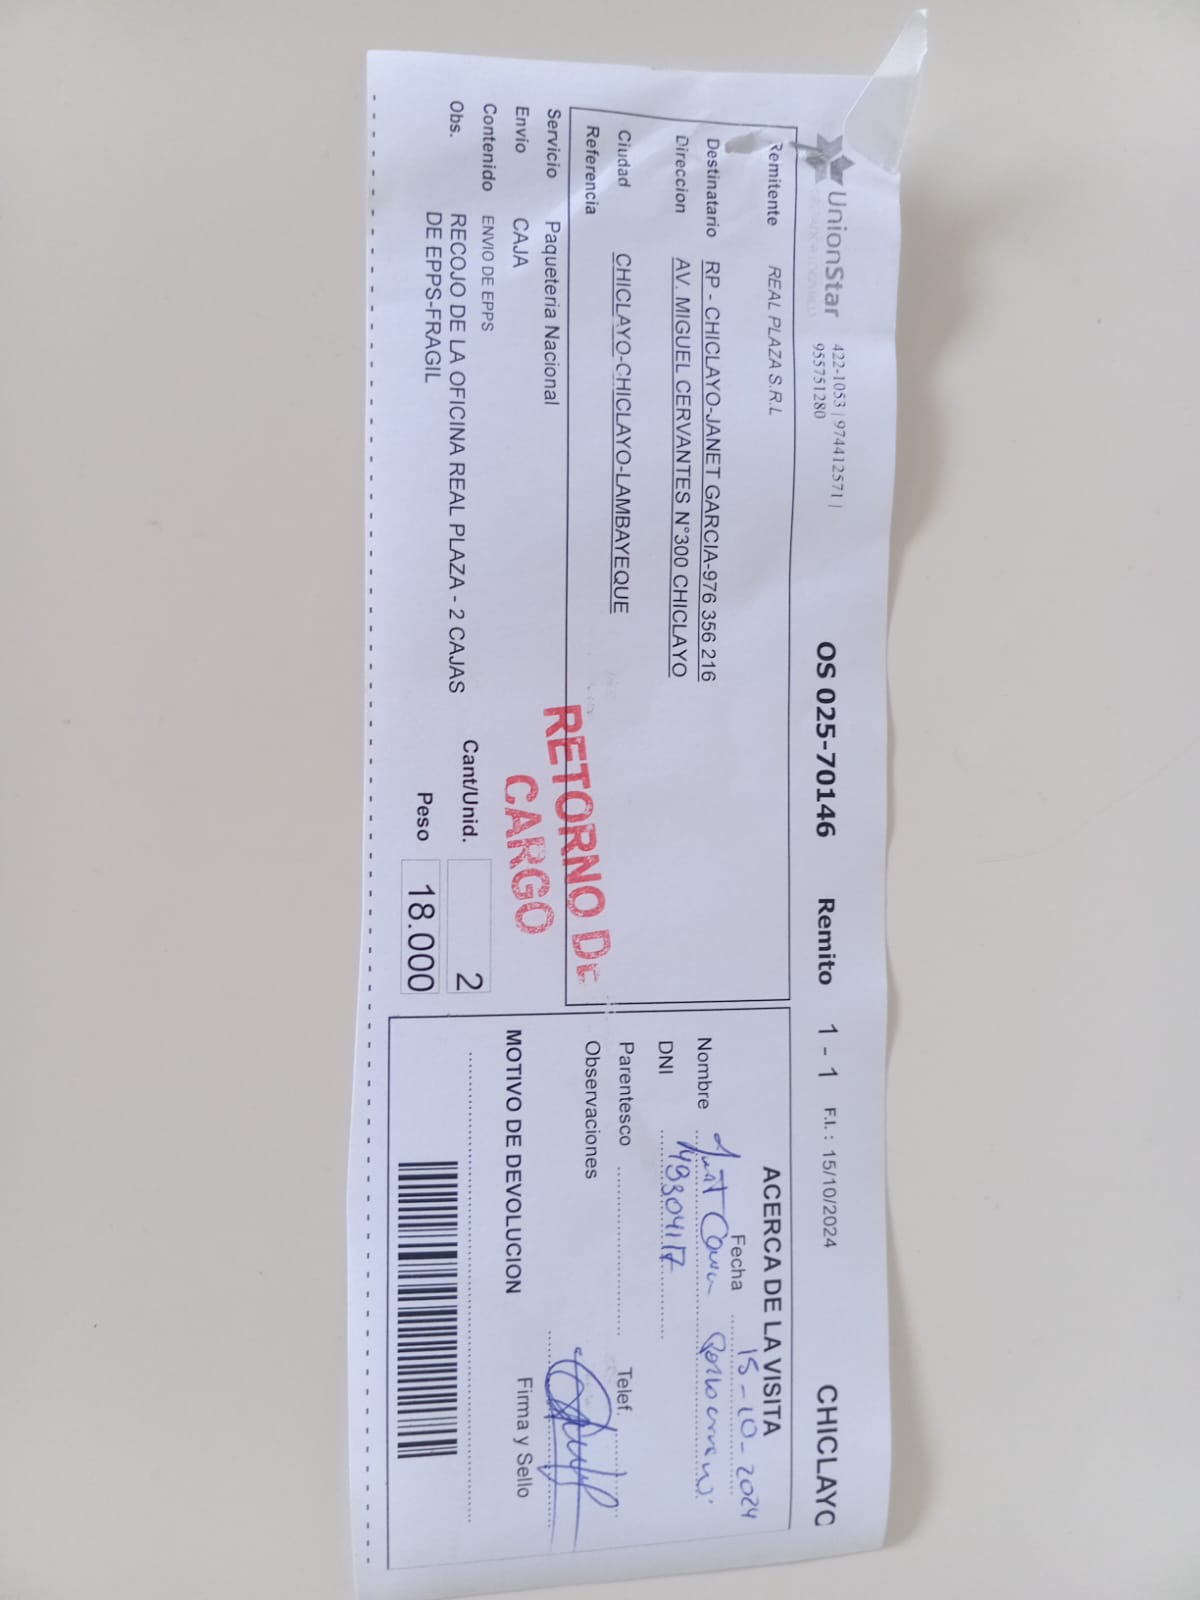 UnionStar
422-1053 | 974412571 |
955751280
OS 025-70146 Remito 1 - 1 F.I. : 15/10/2024 CHICLAYO
Remitente REAL PLAZA S.R.L
Destinatario RP - CHICLAYO-JANET GARCIA-976 356 216
Direccion AV. MIGUEL CERVANTES N°300 CHICLAYO
Ciudad CHICLAYO-CHICLAYO-LAMBAYEQUE
Referencia
Servicio Paqueteria Nacional
Envio CAJA
Contenido ENVIO DE EPPS
Obs. RECOJO DE LA OFICINA REAL PLAZA - 2 CAJAS
DE EPPS-FRAGIL
RETORNO DE
CARGO
Cant/Unid. 2
Peso 18.000
ACERCA DE LA VISITA
Fecha 15-10-2024
Nombre
DNI 49304117
Parentesco Telef.
Observaciones
Firma y Sello
MOTIVO DE DEVOLUCION